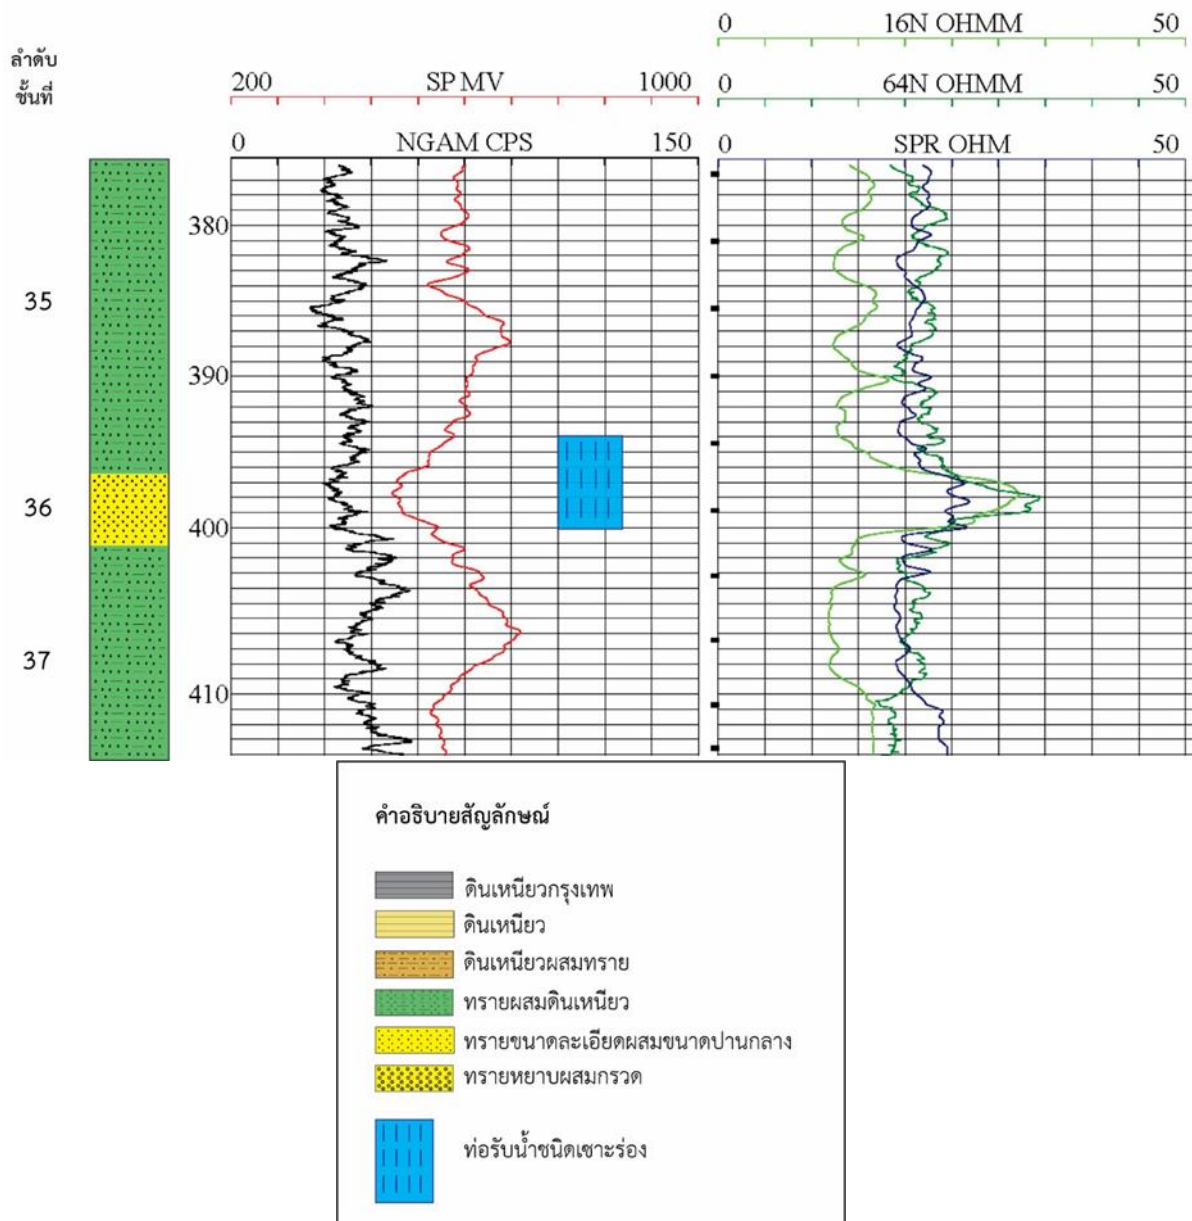 0 16N OHMM 50
ลำดับ
ชั้นที่
200 SP MV 1000
0 64N OHMM 50
0 NGAM CPS 150
0 SPR OHM 50
380
35
390
36
400
37
410
คำอธิบายสัญลักษณ์
ดินเหนียวกรุงเทพ
ดินเหนียว
ดินเหนียวผสมทราย
ทรายผสมดินเหนียว
ทรายขนาดละเอียดผสมขนาดปานกลาง
ทรายหยาบผสมกรวด
ท่อรับน้ำชนิดเซาะร่อง